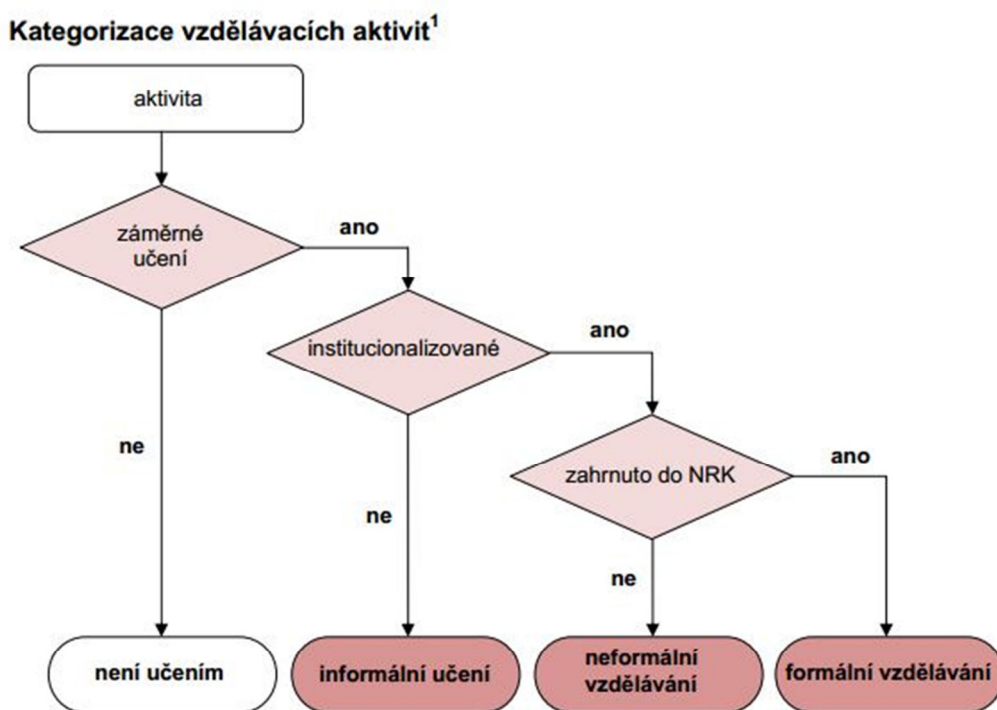 Kategorizace vzdělávacích aktivit¹
aktivita
záměrné
učení
ano
institucionalizované
ano
ne
zahrnuto do NRK
ano
ne
ne
není učením
informální učení
neformální
vzdělávání
formální vzdělávání